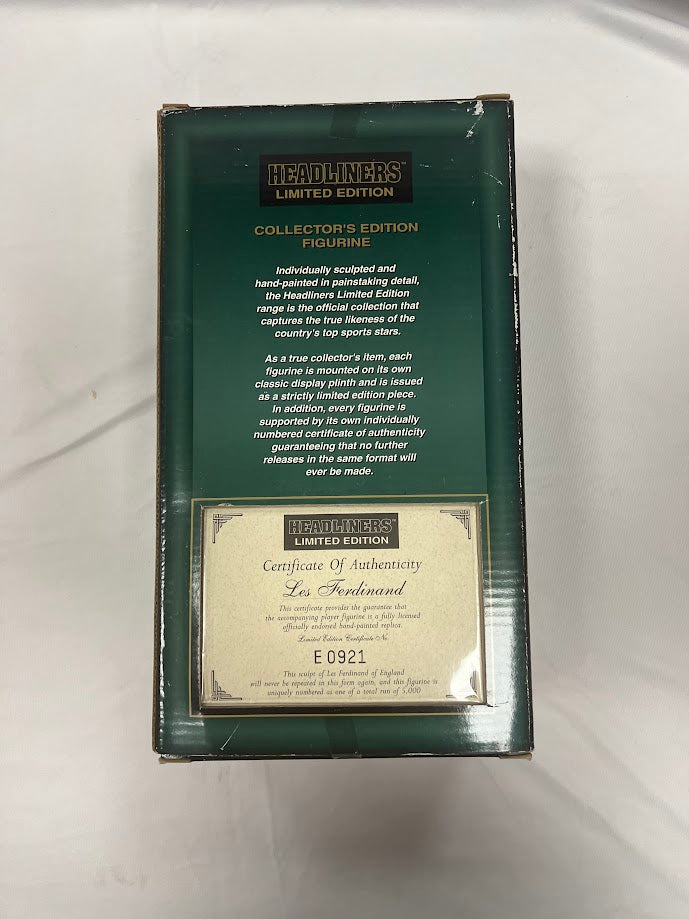 HEADLINERS™
LIMITED EDITION
COLLECTOR'S EDITION
FIGURINE
Individually sculpted and
hand-painted in painstaking detail,
the Headliners Limited Edition
range is the official collection that
captures the true likeness of the
country's top sports stars.
As a true collector's item, each
figurine is mounted on its own
classic display plinth and is issued
as a strictly limited edition piece.
In addition, every figurine is
supported by its own individually
numbered certificate of authenticity
guaranteeing that no further
releases in the same format will
ever be made.
HEADLINERS™
LIMITED EDITION
Certificate Of Authenticity
Les Ferdinand
This certificate provides the guarantee that
the accompanying player figurine is a fully licensed
officially endorsed hand-painted replica.
Limited Edition Certificate No.
E 0921
This sculpt of Les Ferdinand of England
will never be repeated in this form again, and this figurine is
uniquely numbered as one of a total run of 5,000